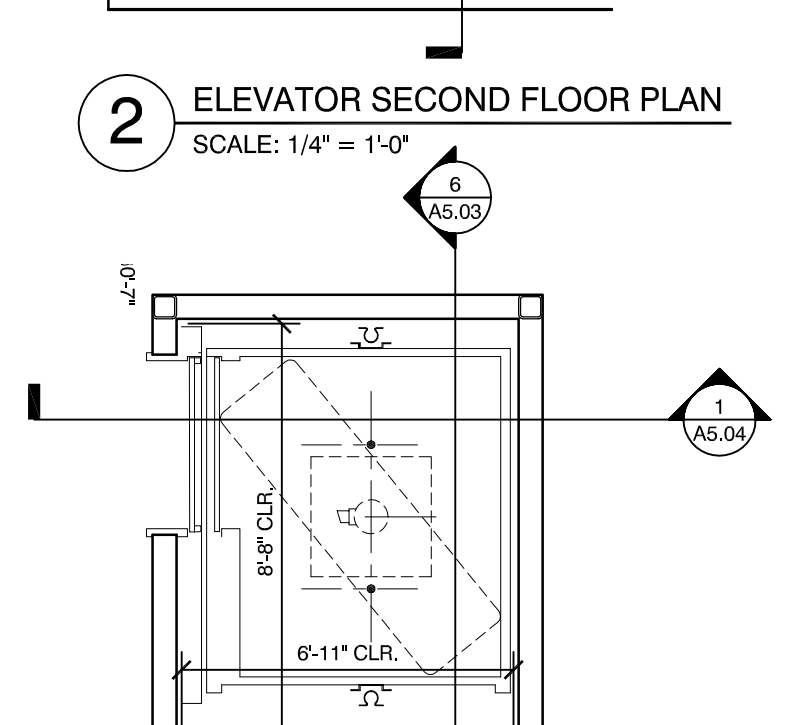 2
ELEVATOR SECOND FLOOR PLAN
SCALE: 1/4" = 1'-0"
6
A5.03
1
A5.04
8'-8" CLR.
6'-11" CLR.